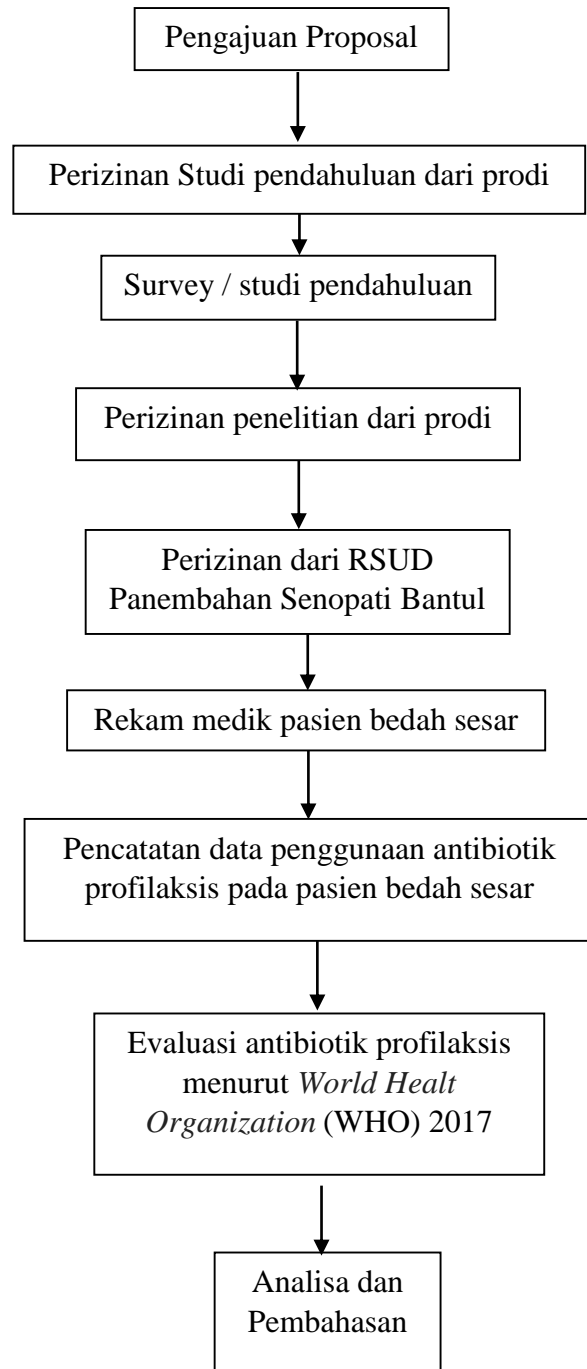 Pengajuan Proposal
Perizinan Studi pendahuluan dari prodi
Survey / studi pendahuluan
Perizinan penelitian dari prodi
Perizinan dari RSUD
Panembahan Senopati Bantul
Rekam medik pasien bedah sesar
Pencatatan data penggunaan antibiotik
profilaksis pada pasien bedah sesar
Evaluasi antibiotik profilaksis
menurut World Healt
Organization (WHO) 2017
Analisa dan
Pembahasan